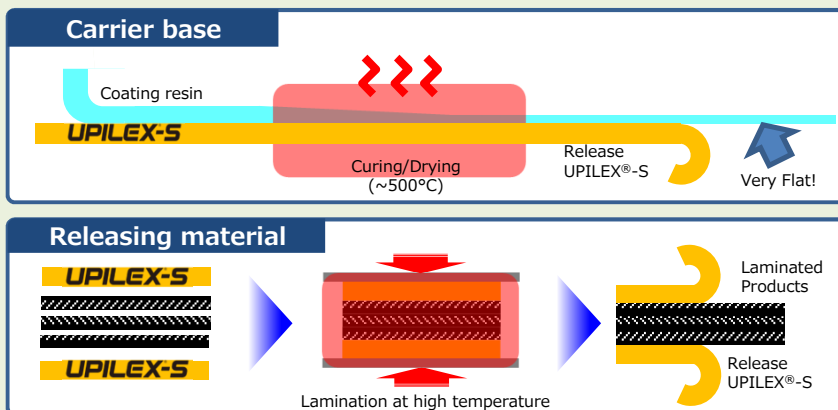 Carrier base
Coating resin
UPILEX-S
Curing/Drying
(~500°C)
Release
UPILEX®-S
Very Flat!
Releasing material
UPILEX-S
UPILEX-S
Lamination at high temperature
Laminated
Products
Release
UPILEX®-S